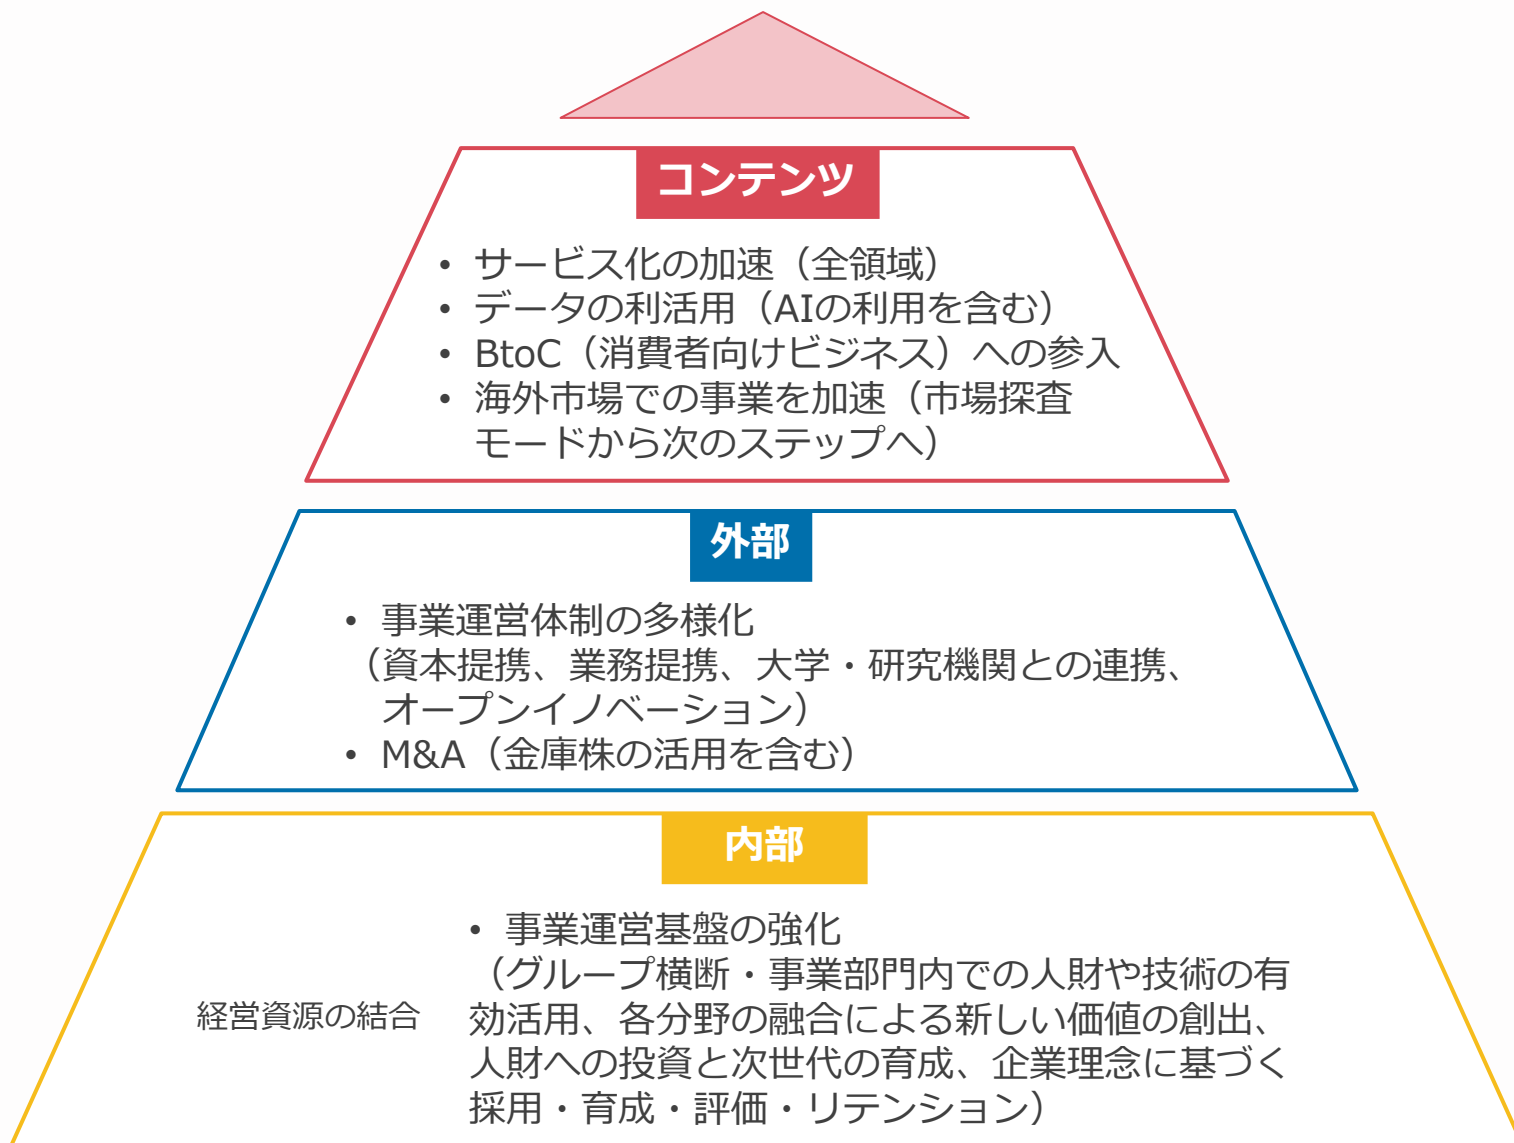 コンテンツ
• サービス化の加速（全領域）
• データの利活用（AIの利用を含む）
• BtoC（消費者向けビジネス）への参入
• 海外市場での事業を加速（市場探査
モードから次のステップへ）
外部
• 事業運営体制の多様化
（資本提携、業務提携、大学・研究機関との連携、
オープンイノベーション）
• M&A（金庫株の活用を含む）
内部
経営資源の結合
• 事業運営基盤の強化
（グループ横断・事業部門内での人財や技術の有
効活用、各分野の融合による新しい価値の創出、
人財への投資と次世代の育成、企業理念に基づく
採用・育成・評価・リテンション）